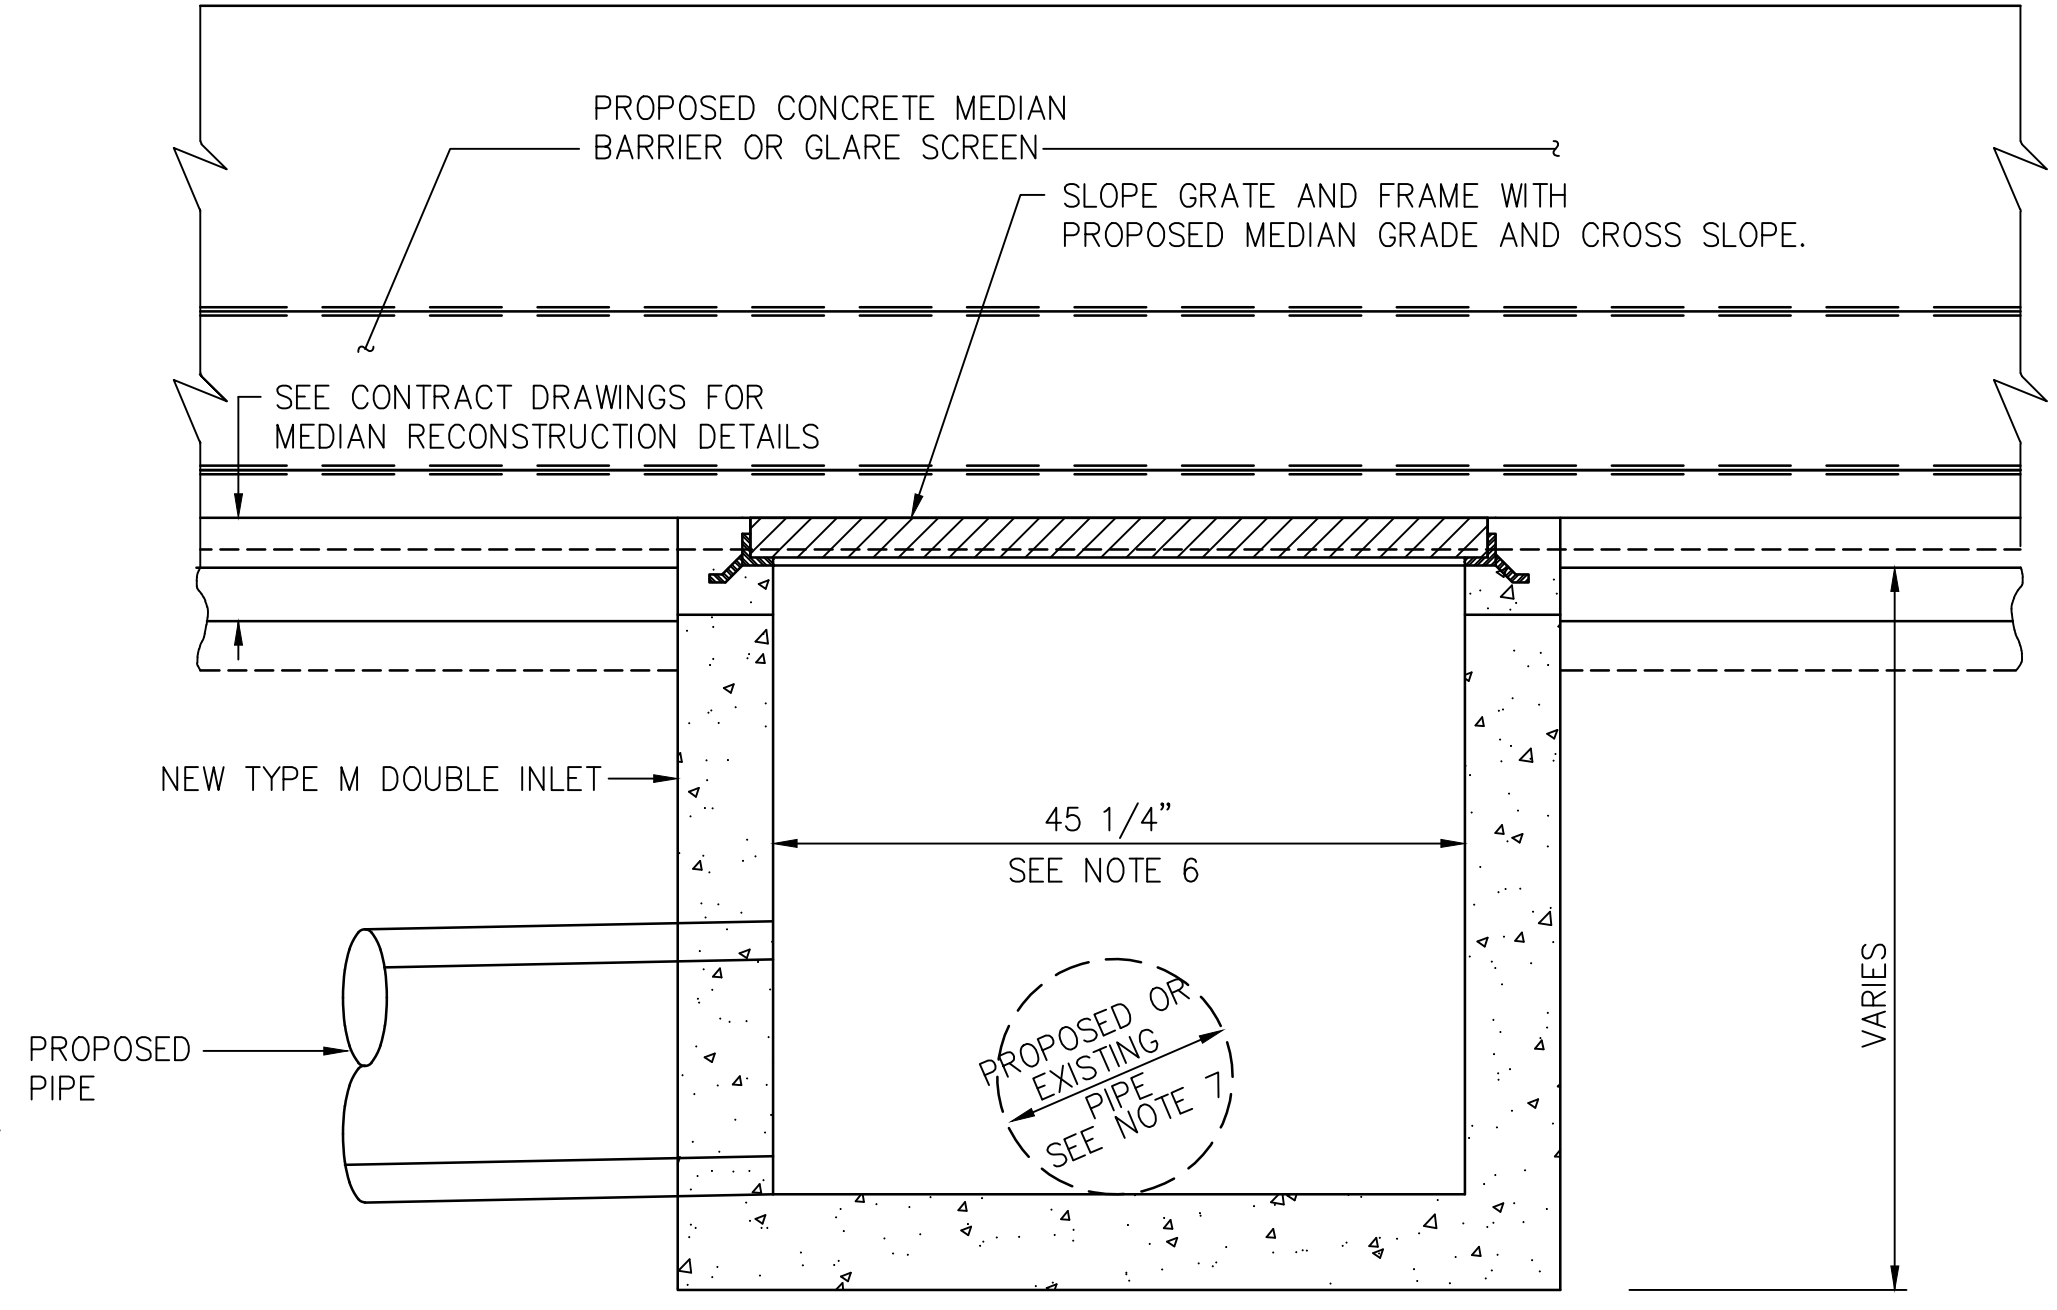 PROPOSED CONCRETE MEDIAN
BARRIER OR GLARE SCREEN
SLOPE GRATE AND FRAME WITH
PROPOSED MEDIAN GRADE AND CROSS SLOPE.
SEE CONTRACT DRAWINGS FOR
MEDIAN RECONSTRUCTION DETAILS
NEW TYPE M DOUBLE INLET
45 1/4”
SEE NOTE 6
VARIES
PROPOSED
PIPE
PROPOSED OR
EXISTING
PIPE
SEE NOTE 7